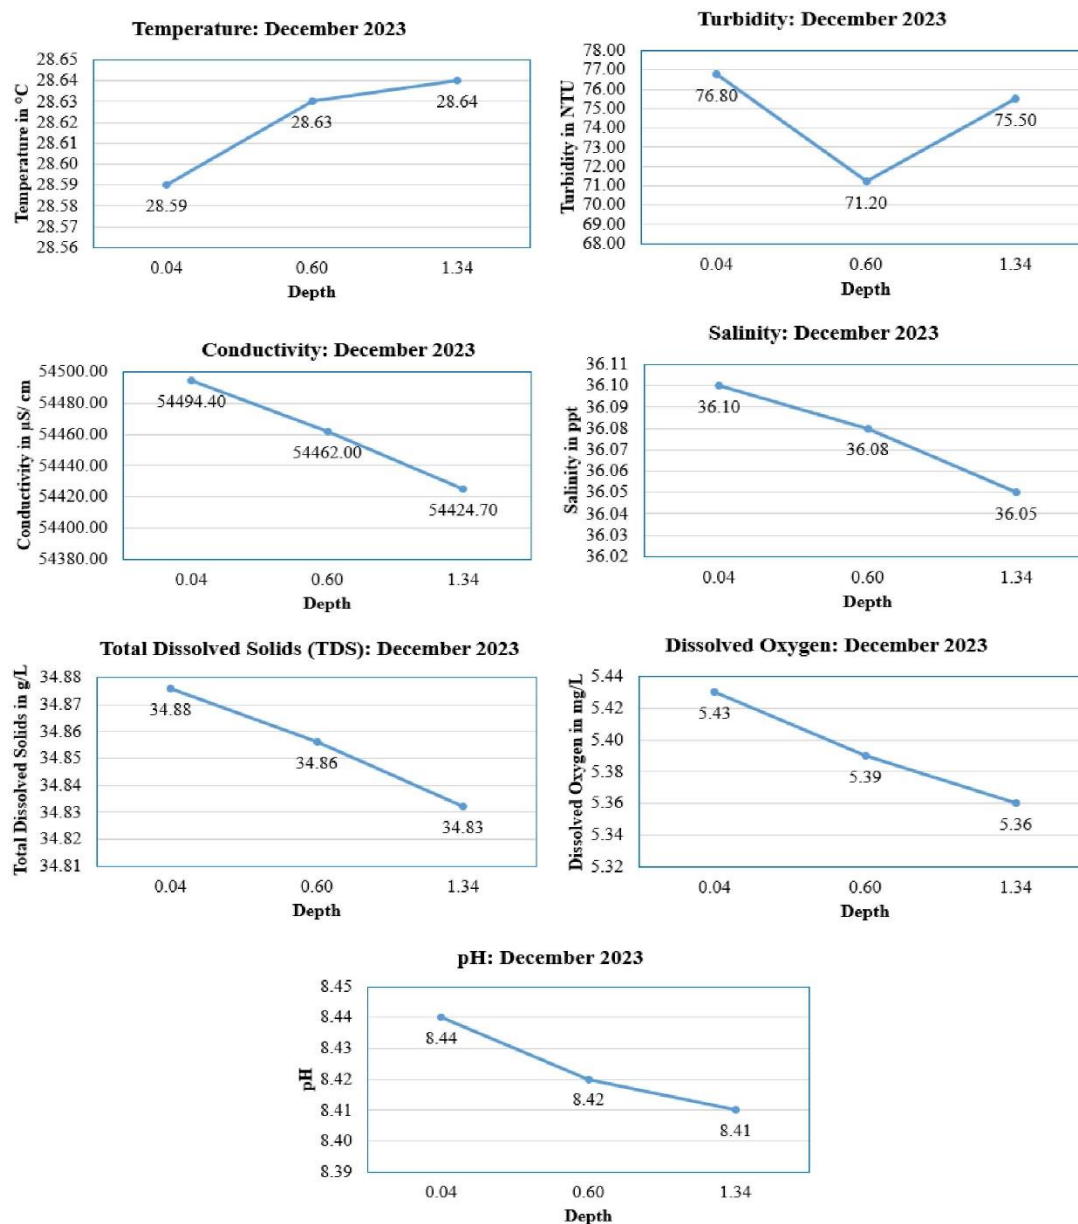 Temperature: December 2023
Temperature in °C
28.65
28.64
28.63
28.62
28.61
28.60
28.59
28.58
28.57
28.56
28.59
28.63
28.64
0.04 0.60 1.34
Depth
Turbidity: December 2023
Turbidity in NTU
78.00
77.00
76.00
75.00
74.00
73.00
72.00
71.00
70.00
69.00
68.00
76.80
71.20
75.50
0.04 0.60 1.34
Depth
Conductivity: December 2023
Conductivity in µS/ cm
54500.00
54480.00
54460.00
54440.00
54420.00
54400.00
54380.00
54494.40
54462.00
54424.70
0.04 0.60 1.34
Depth
Salinity: December 2023
Salinity in ppt
36.11
36.10
36.09
36.08
36.07
36.06
36.05
36.04
36.03
36.02
36.10
36.08
36.05
0.04 0.60 1.34
Depth
Total Dissolved Solids (TDS): December 2023
Total Dissolved Solids in g/L
34.88
34.87
34.86
34.85
34.84
34.83
34.82
34.81
34.88
34.86
34.83
0.04 0.60 1.34
Depth
Dissolved Oxygen: December 2023
Dissolved Oxygen in mg/L
5.44
5.42
5.40
5.38
5.36
5.34
5.32
5.43
5.39
5.36
0.04 0.60 1.34
Depth
pH: December 2023
pH
8.45
8.44
8.43
8.42
8.41
8.40
8.39
8.44
8.42
8.41
0.04 0.60 1.34
Depth